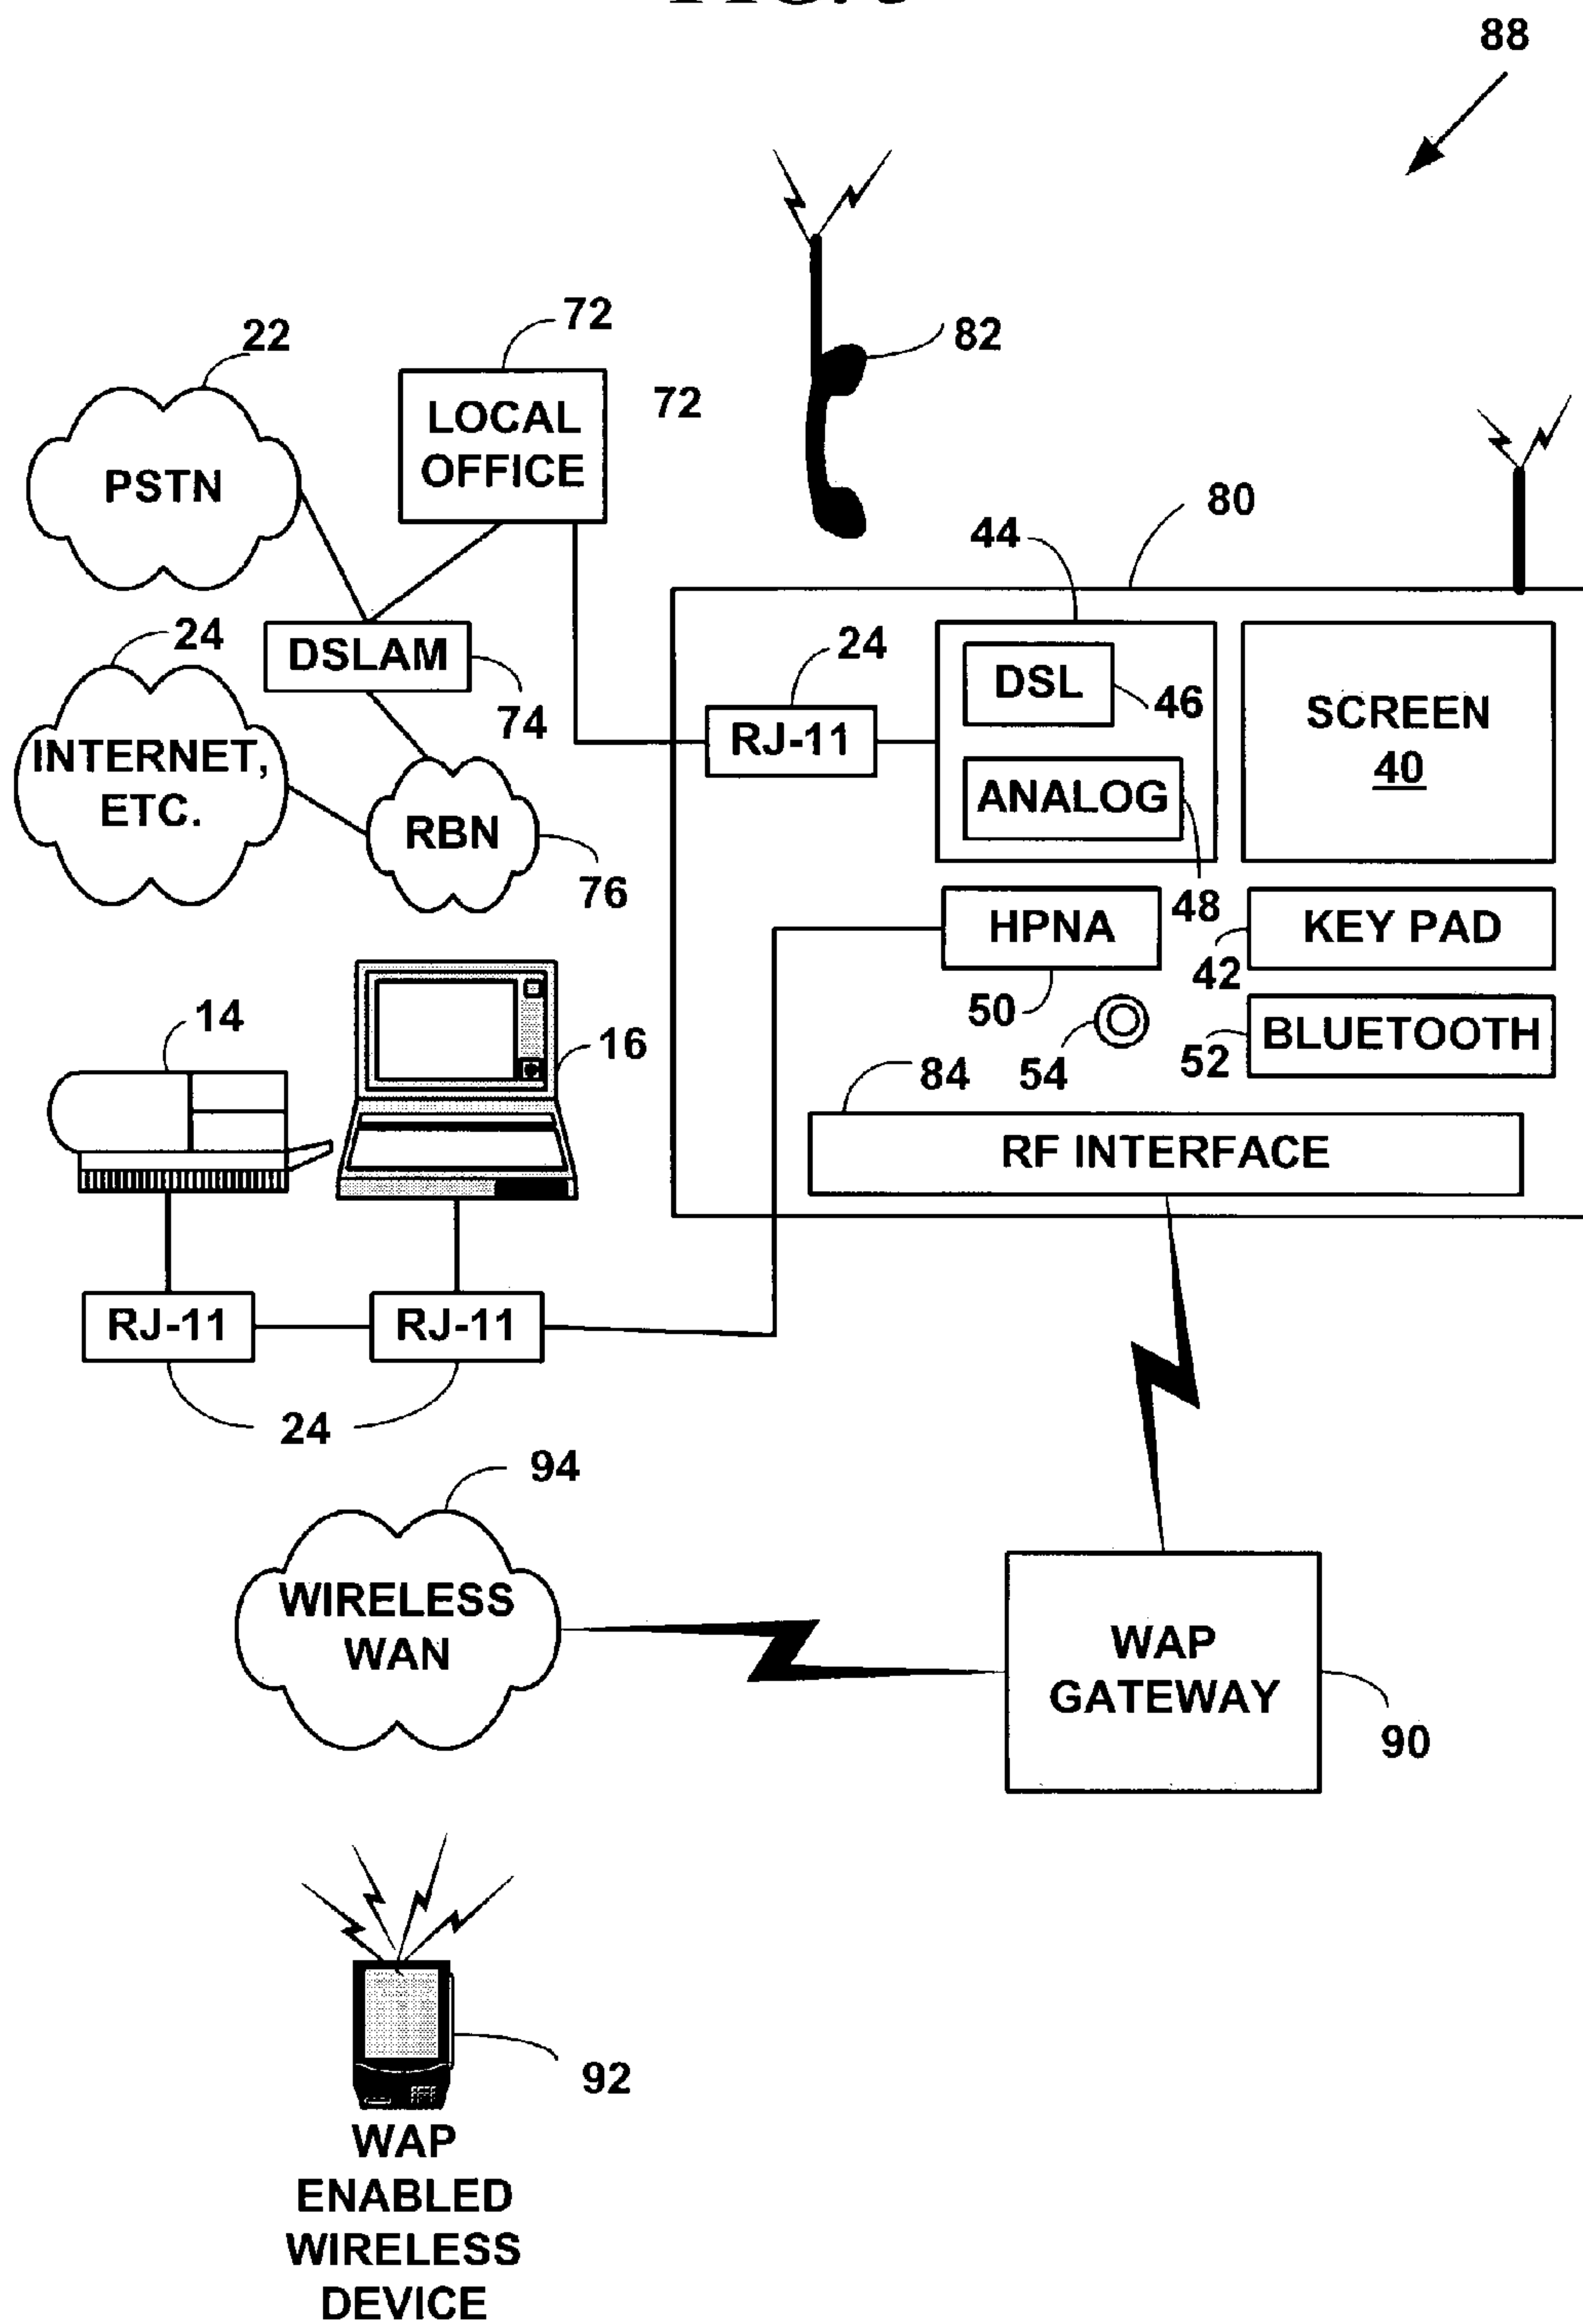 88
72
22
LOCAL
OFFICE
72
82
PSTN
80
44
24
DSLAM
74
24
RJ-11
DSL
46
ANALOG
48
SCREEN
40
INTERNET,
ETC.
RBN
76
HPNA
50
KEY PAD
42
54
BLUETOOTH
52
14
16
84
RF INTERFACE
RJ-11
RJ-11
24
94
WIRELESS
WAN
WAP
GATEWAY
90
92
WAP
ENABLED
WIRELESS
DEVICE